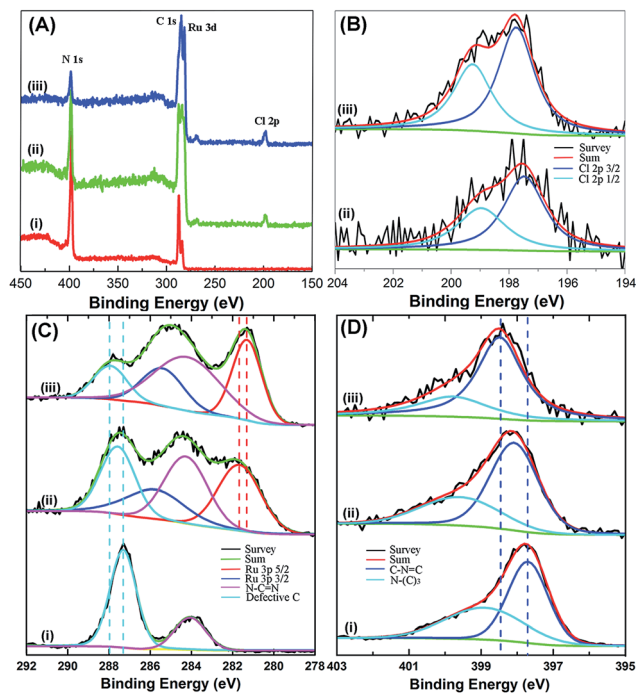 (A)
C 1s
Ru 3d
N 1s
Cl 2p
(iii)
(ii)
(i)
450 400 350 300 250 200 150
Binding Energy (eV)
(B)
(iii)
Survey
Sum
Cl 2p 3/2
Cl 2p 1/2
(ii)
204 202 200 198 196 194
Binding Energy (eV)
(C)
(iii)
(ii)
Survey
Sum
Ru 3p 5/2
Ru 3p 3/2
N-C=N
Defective C
(i)
292 290 288 286 284 282 280 278
Binding Energy (eV)
(D)
(iii)
(ii)
Survey
Sum
C-N=C
N-(C)₃
(i)
403 401 399 397 395
Binding Energy (eV)